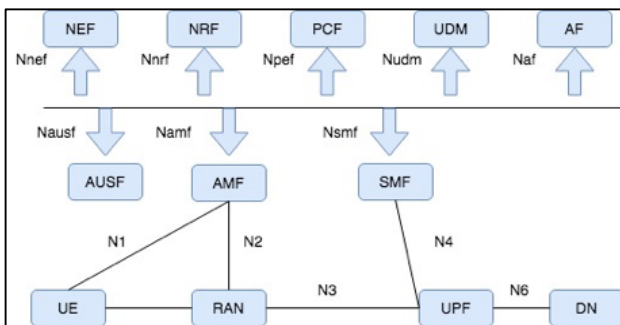 NEF NRF PCF UDM AF
Nnef Nnrf Npef Nudm Naf
Nausf Namf Nsmf
AUSF AMF SMF
N1 N2 N4
UE RAN N3 UPF N6 DN